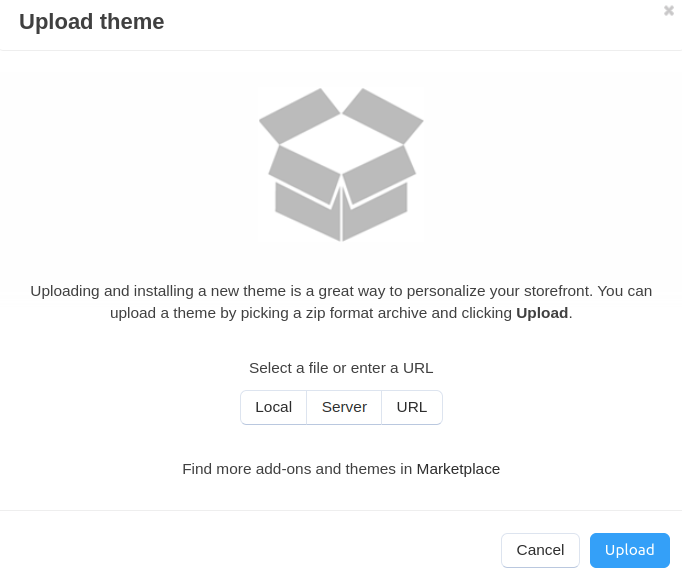 Upload theme
Uploading and installing a new theme is a great way to personalize your storefront. You can
upload a theme by picking a zip format archive and clicking Upload.
Select a file or enter a URL
Local Server URL
Find more add-ons and themes in Marketplace
Cancel Upload